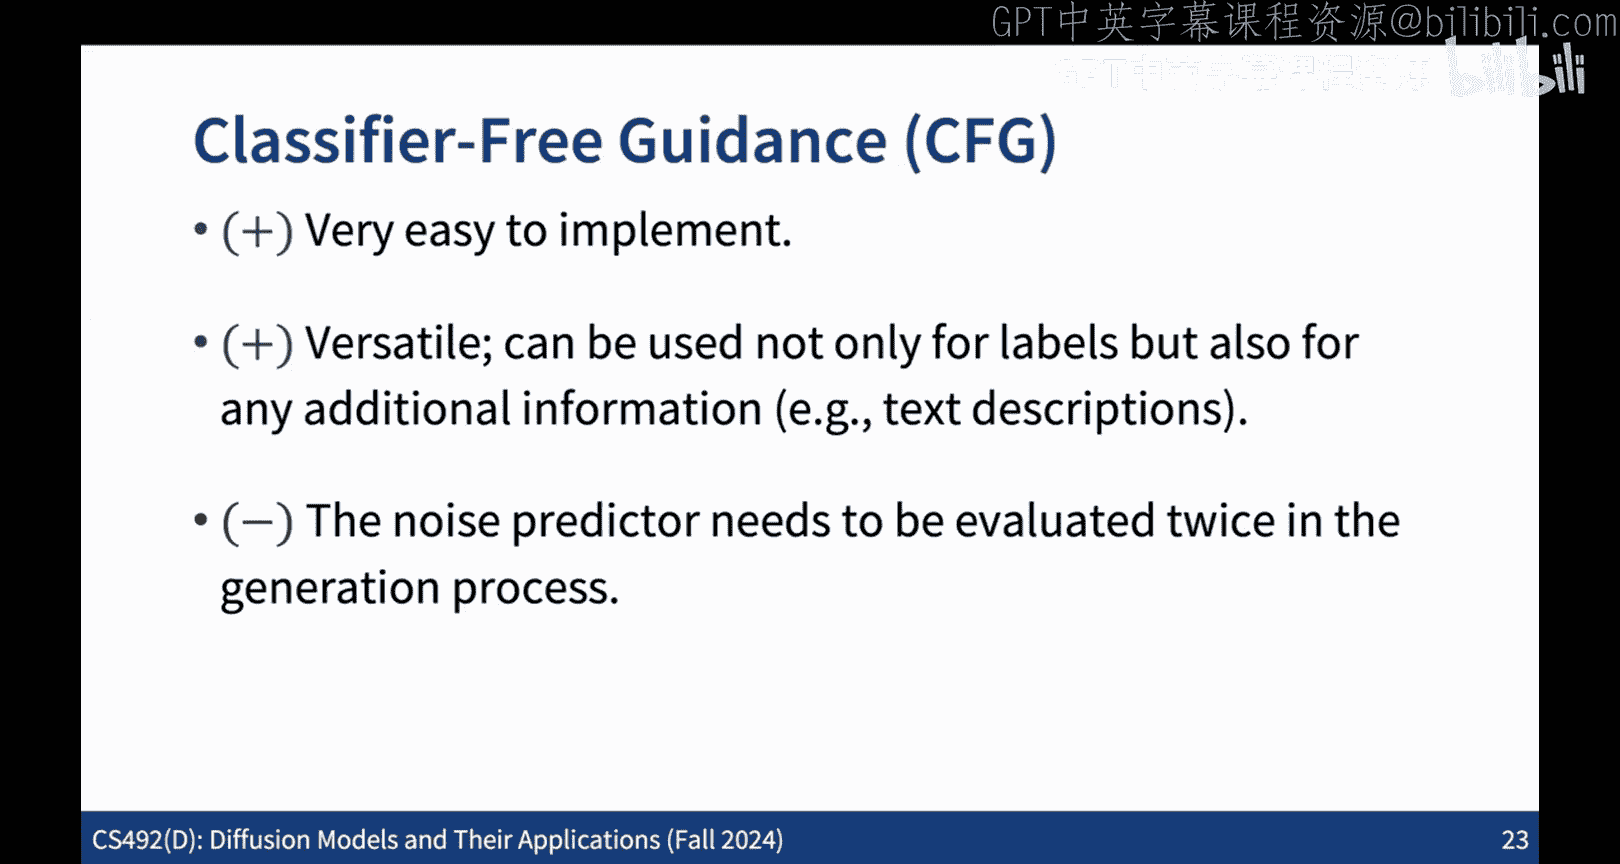 GPT中英字幕课程资源@bilibili.com
bilibili
Classifier-Free Guidance (CFG)
• (+) Very easy to implement.
• (+) Versatile; can be used not only for labels but also for
any additional information (e.g., text descriptions).
• (−) The noise predictor needs to be evaluated twice in the
generation process.
CS492(D): Diffusion Models and Their Applications (Fall 2024)
23